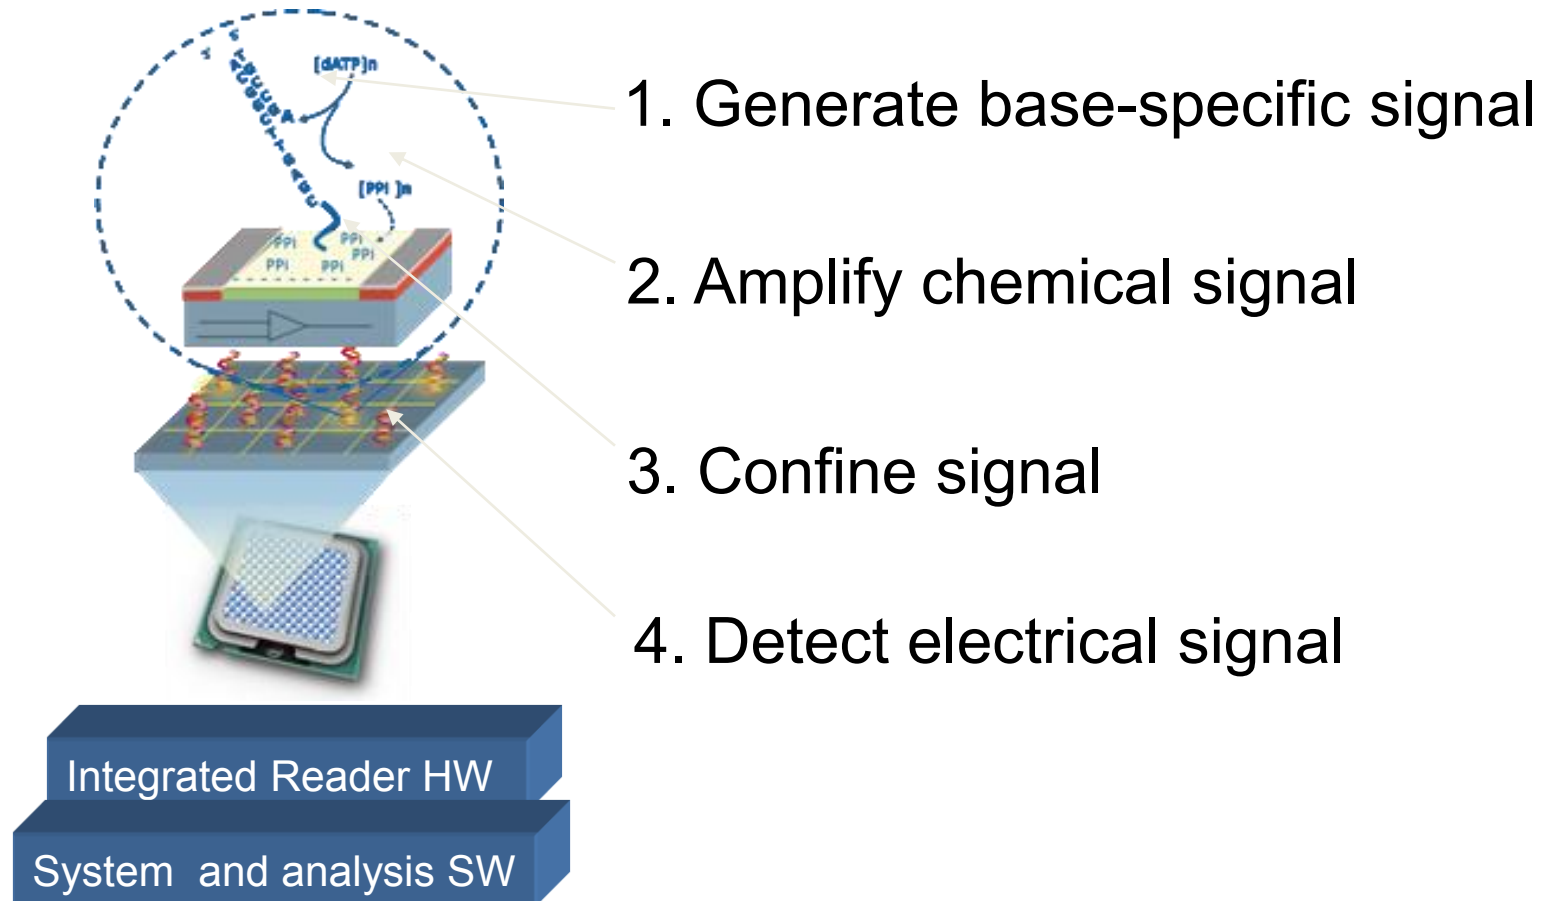 [dATP]n
1. Generate base-specific signal
[PPi ]n
PPi
PPi
PPi
PPi
PPi
2. Amplify chemical signal
3. Confine signal
4. Detect electrical signal
Integrated Reader HW
System  and analysis SW